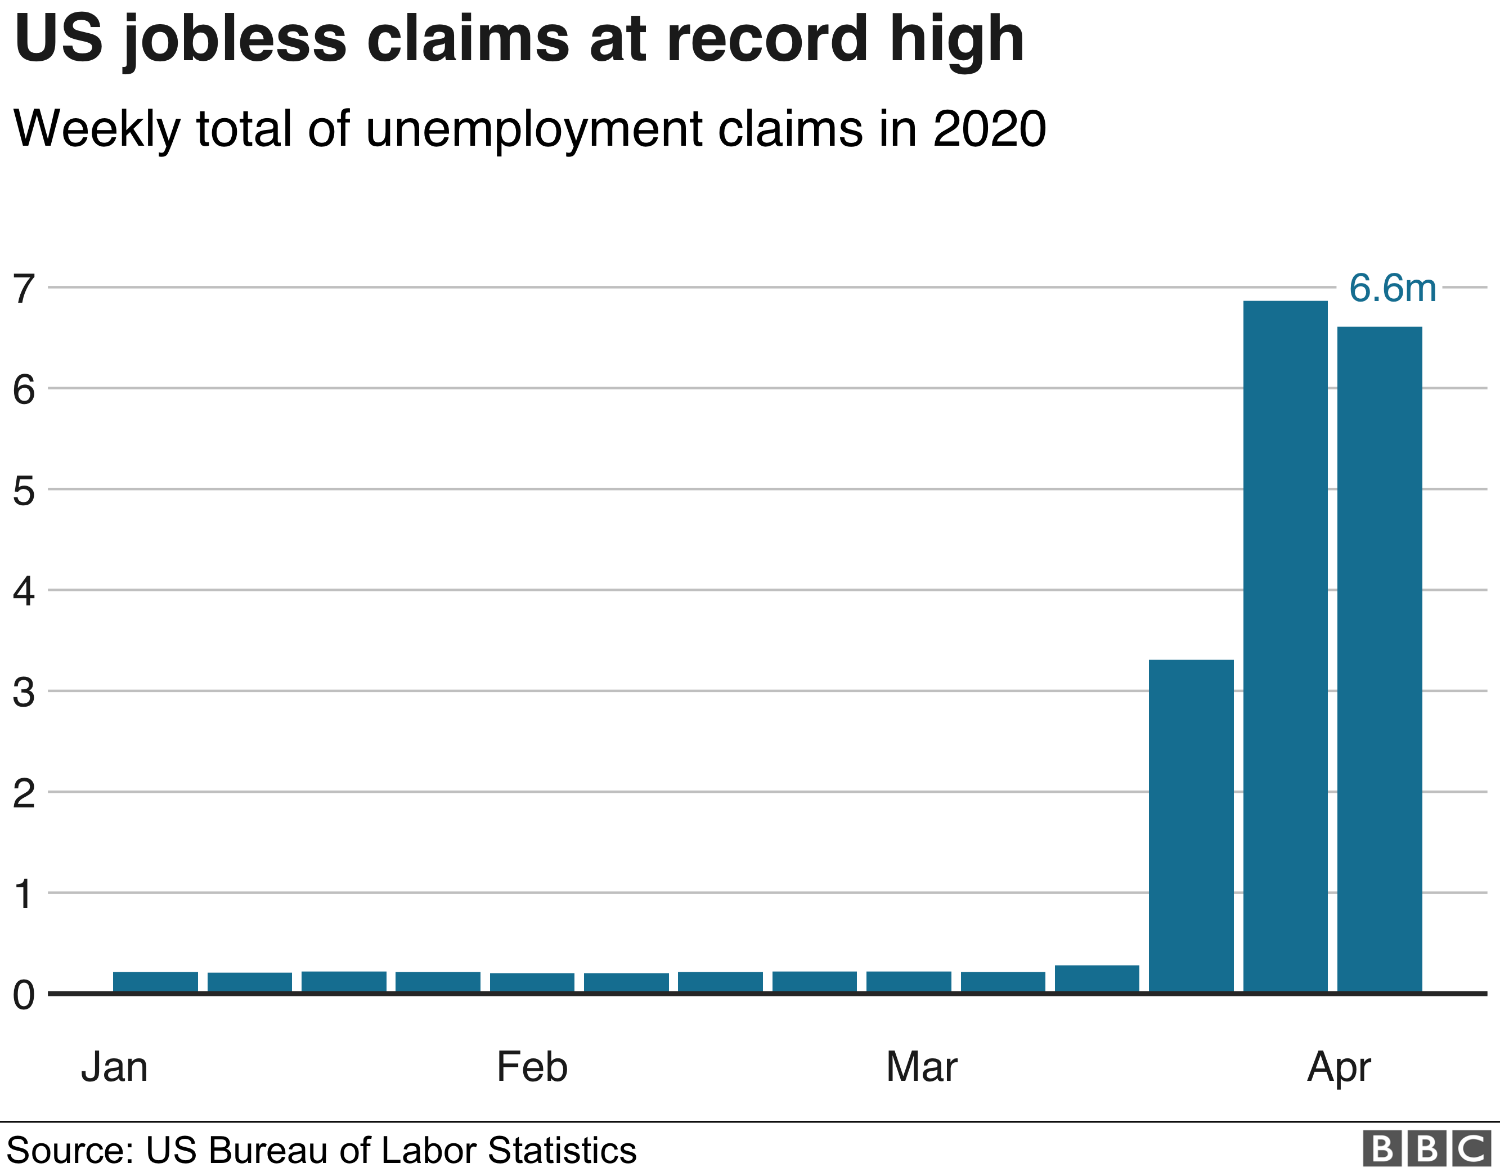 US jobless claims at record high
Weekly total of unemployment claims in 2020
7
6.6m
6
5
4
3
2
1
0
Jan Feb Mar Apr
Source: US Bureau of Labor Statistics
BBC